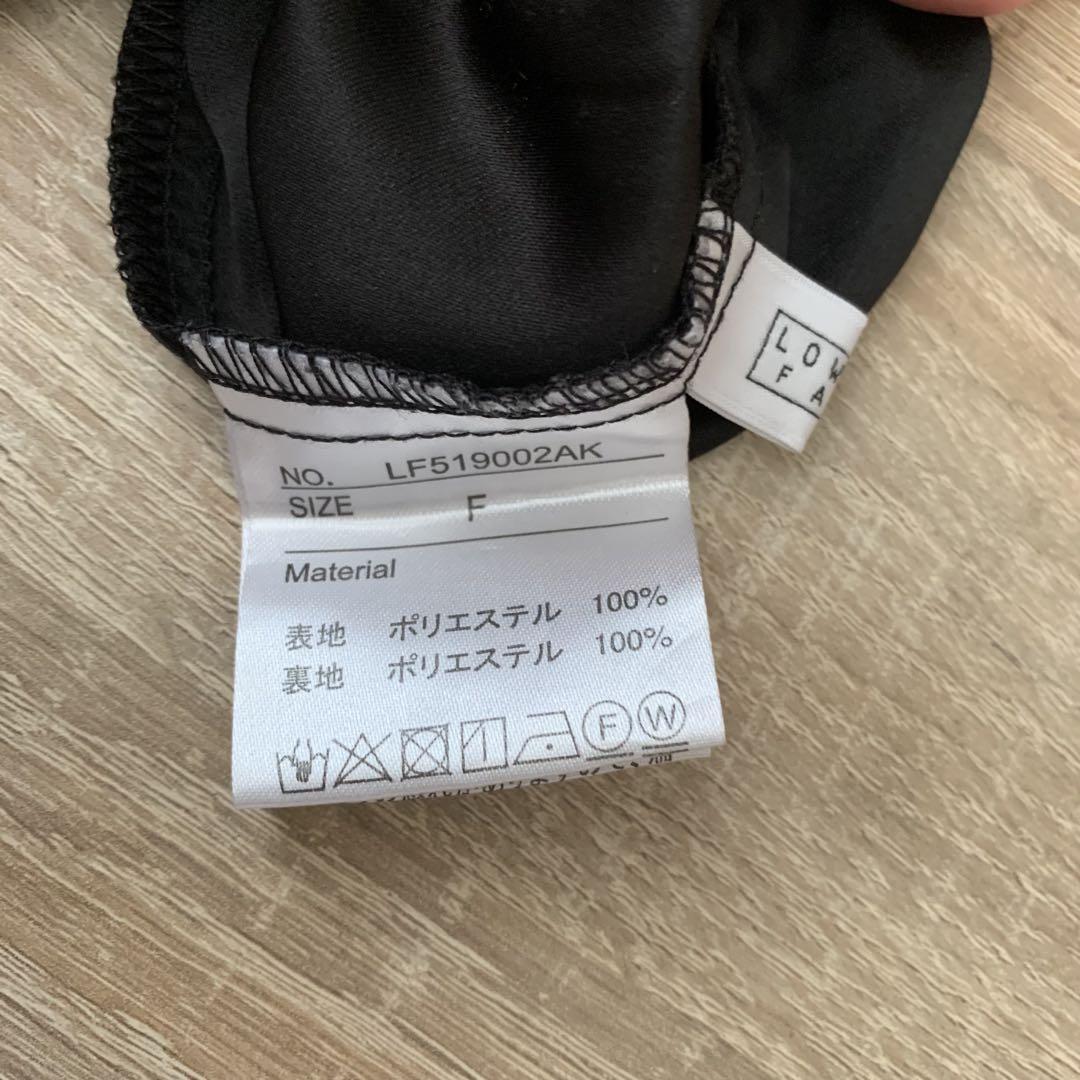 NO. LF519002AK
SIZE F
Material
表地 ポリエステル 100%
裏地 ポリエステル 100%
F W
LOW
FA